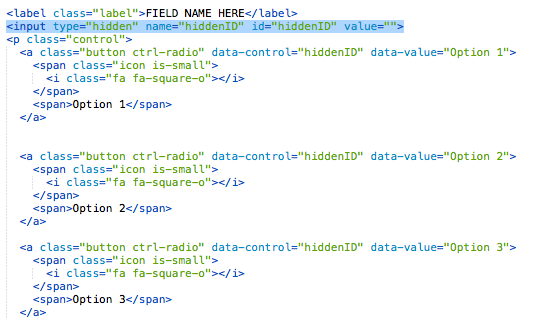 <label class="label">FIELD NAME HERE</label>
<input type="hidden" name="hiddenID" id="hiddenID" value="">
<p class="control">
  <a class="button ctrl-radio" data-control="hiddenID" data-value="Option 1">
    <span class="icon is-small">
      <i class="fa fa-square-o"></i>
    </span>
    <span>Option 1</span>
  </a>
  <a class="button ctrl-radio" data-control="hiddenID" data-value="Option 2">
    <span class="icon is-small">
      <i class="fa fa-square-o"></i>
    </span>
    <span>Option 2</span>
  </a>
  <a class="button ctrl-radio" data-control="hiddenID" data-value="Option 3">
    <span class="icon is-small">
      <i class="fa fa-square-o"></i>
    </span>
    <span>Option 3</span>
  </a>